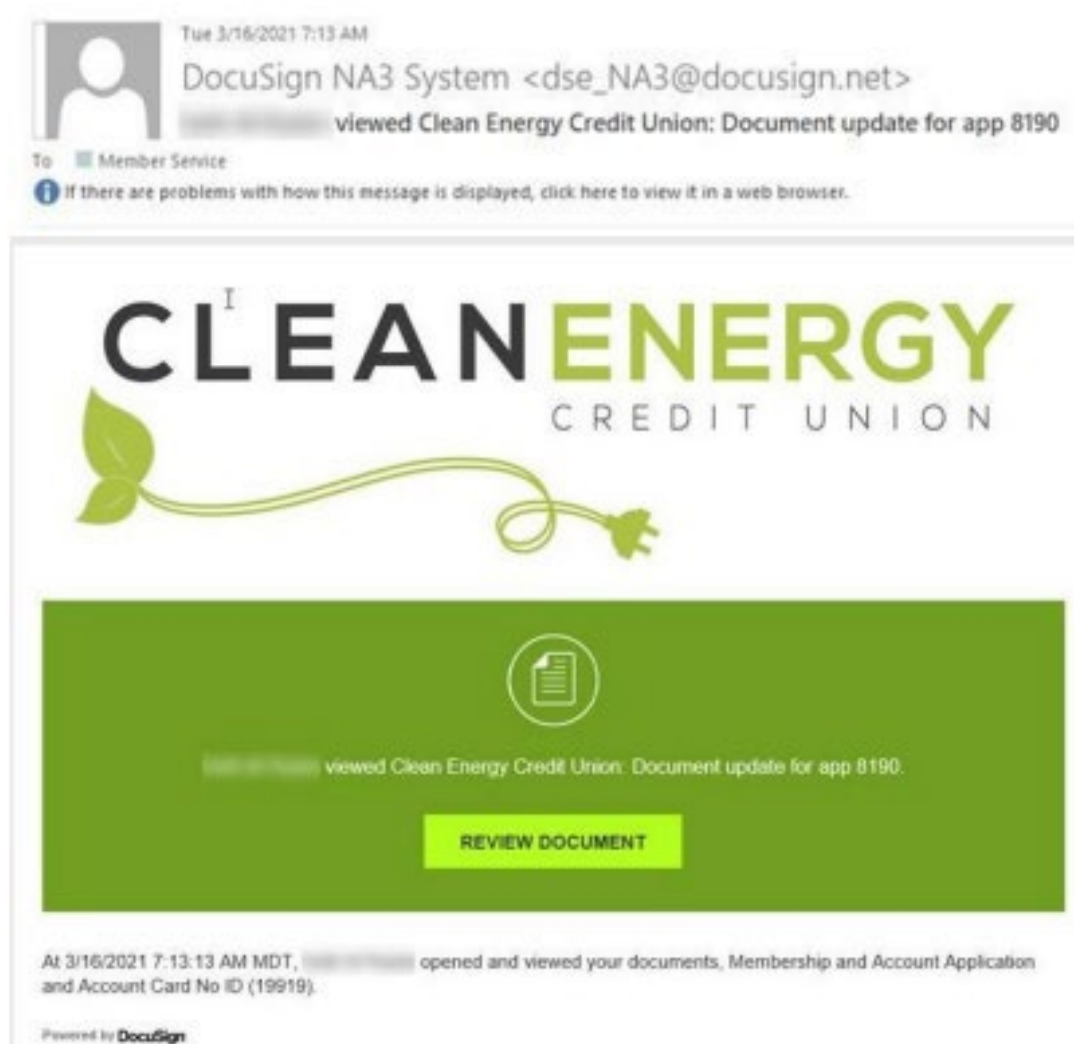 Tue 3/16/2021 7:13 AM
DocuSign NA3 System <dse_NA3@docusign.net>
viewed Clean Energy Credit Union: Document update for app 8190
To Member Service
If there are problems with how this message is displayed, click here to view it in a web browser.
CLEANENERGY
CREDIT UNION
viewed Clean Energy Credit Union: Document update for app 8190.
REVIEW DOCUMENT
At 3/16/2021 7:13:13 AM MDT, opened and viewed your documents, Membership and Account Application
and Account Card No ID (19919).
Powered by DocuSign